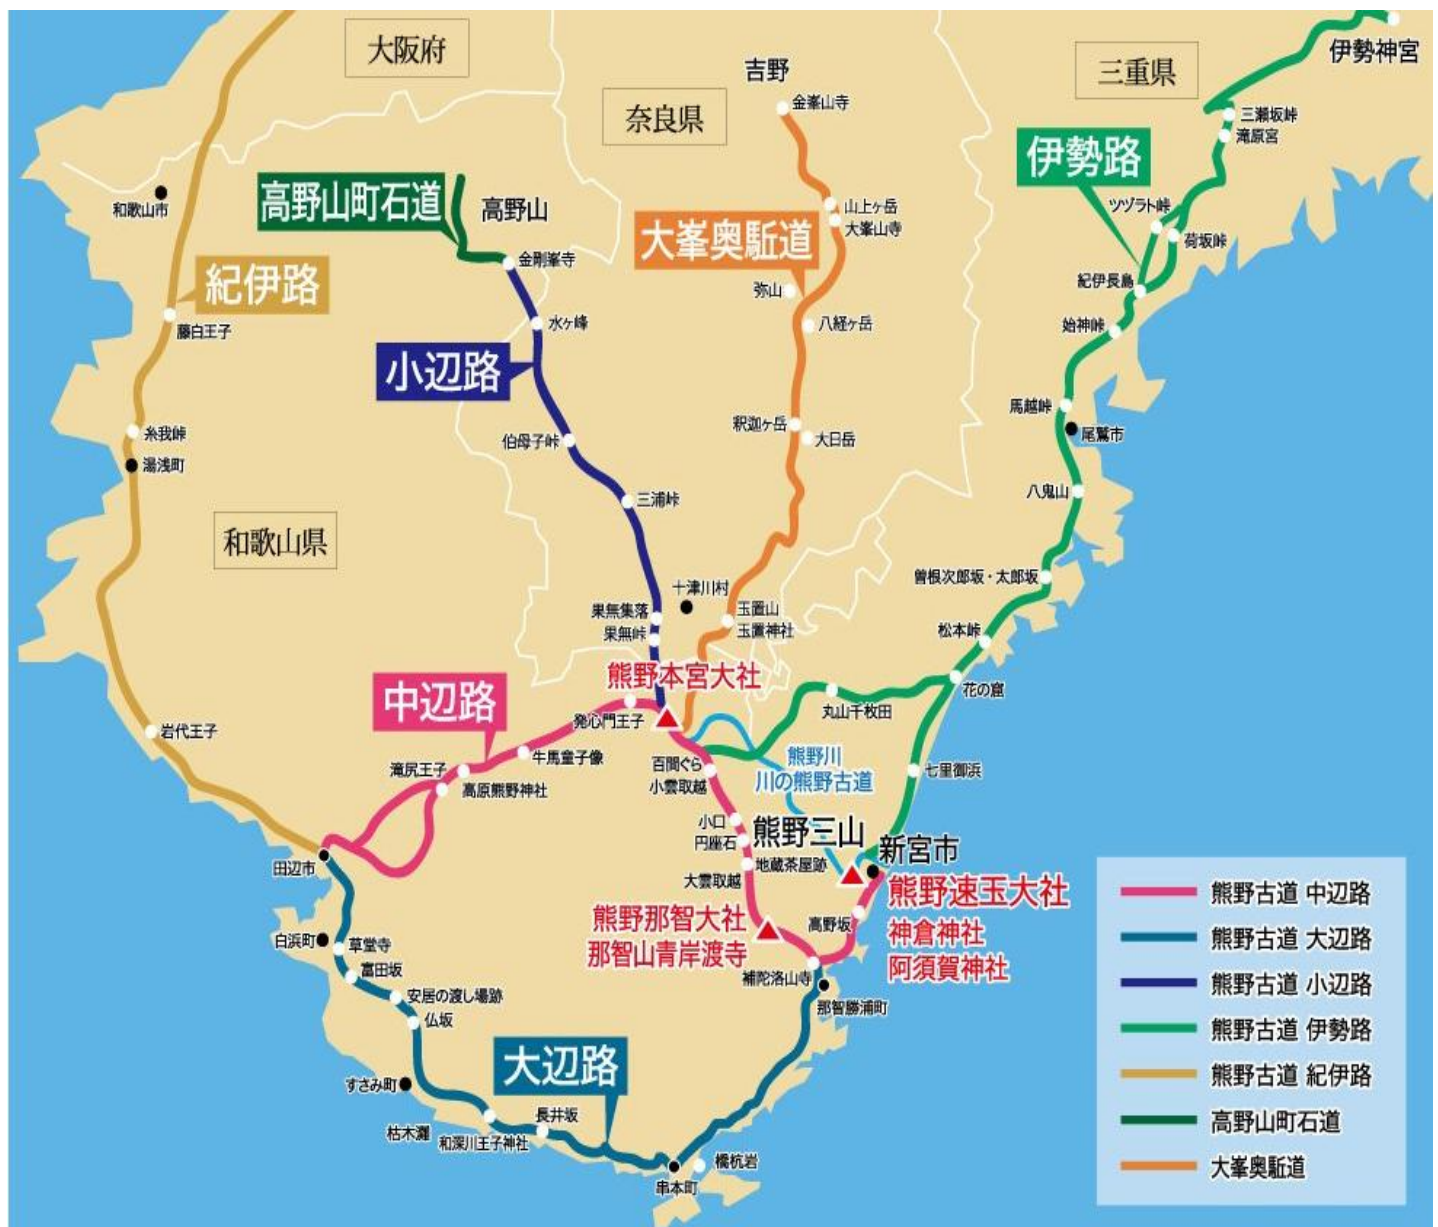 大阪府
奈良県
三重県
和歌山県
伊勢神宮
吉野
金峯山寺
三瀬坂峠
滝原宮
伊勢路
ツヅラト峠
荷坂峠
紀伊長島
始神峠
馬越峠
尾鷲市
八鬼山
曽根次郎坂・太郎坂
松本峠
花の窟
丸山千枚田
七里御浜
高野山町石道
高野山
金剛峯寺
水ヶ峰
小辺路
伯母子峠
三浦峠
十津川村
果無集落
果無峠
大峯奥駈道
山上ヶ岳
大峯山寺
弥山
八経ヶ岳
釈迦ヶ岳
大日岳
玉置山
玉置神社
和歌山市
紀伊路
藤白王子
糸我峠
湯浅町
岩代王子
熊野本宮大社
中辺路
発心門王子
牛馬童子像
滝尻王子
高原熊野神社
田辺市
百間ぐら
小雲取越
熊野川
川の熊野古道
小口
円座石
熊野三山
地蔵茶屋跡
大雲取越
新宮市
熊野速玉大社
神倉神社
阿須賀神社
高野坂
熊野那智大社
那智山青岸渡寺
補陀洛山寺
那智勝浦町
白浜町
草堂寺
富田坂
安居の渡し場跡
仏坂
すさみ町
大辺路
長井坂
枯木灘
和深川王子神社
橋杭岩
串本町
熊野古道 中辺路
熊野古道 大辺路
熊野古道 小辺路
熊野古道 伊勢路
熊野古道 紀伊路
高野山町石道
大峯奥駈道